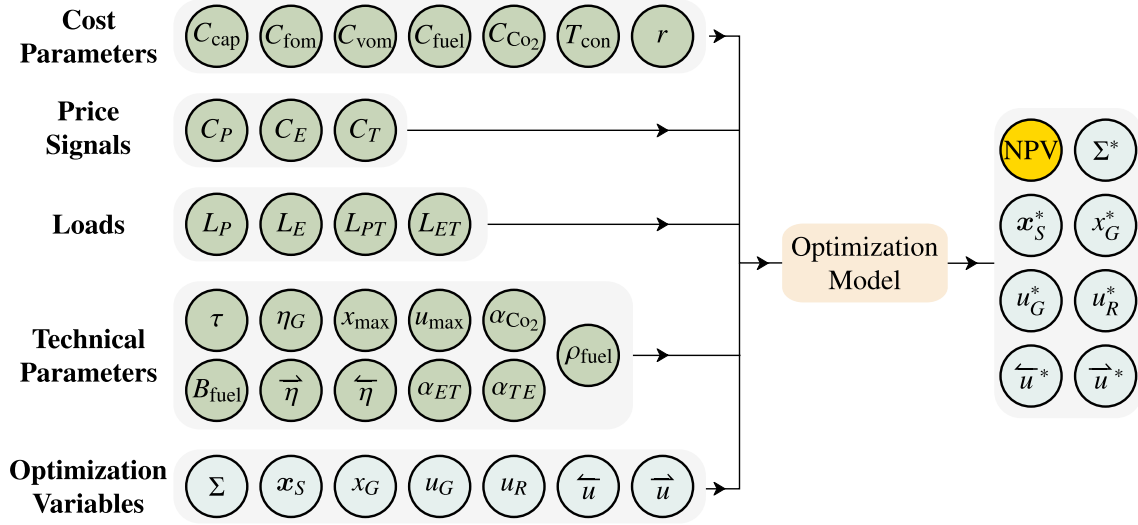 Cost
Parameters
C_cap C_fom C_vom C_fuel C_Co₂ T_con r
Price
Signals
C_P C_E C_T
Loads
L_P L_E L_PT L_ET
Technical
Parameters
τ η_G x_max u_max α_Co₂
ρ_fuel
B_fuel η⃗ η⃖ α_ET α_TE
Optimization
Variables
Σ x_S x_G u_G u_R u⃖ u⃗
Optimization
Model
NPV Σ*
x*_S x*_G
u*_G u*_R
u⃖* u⃗*